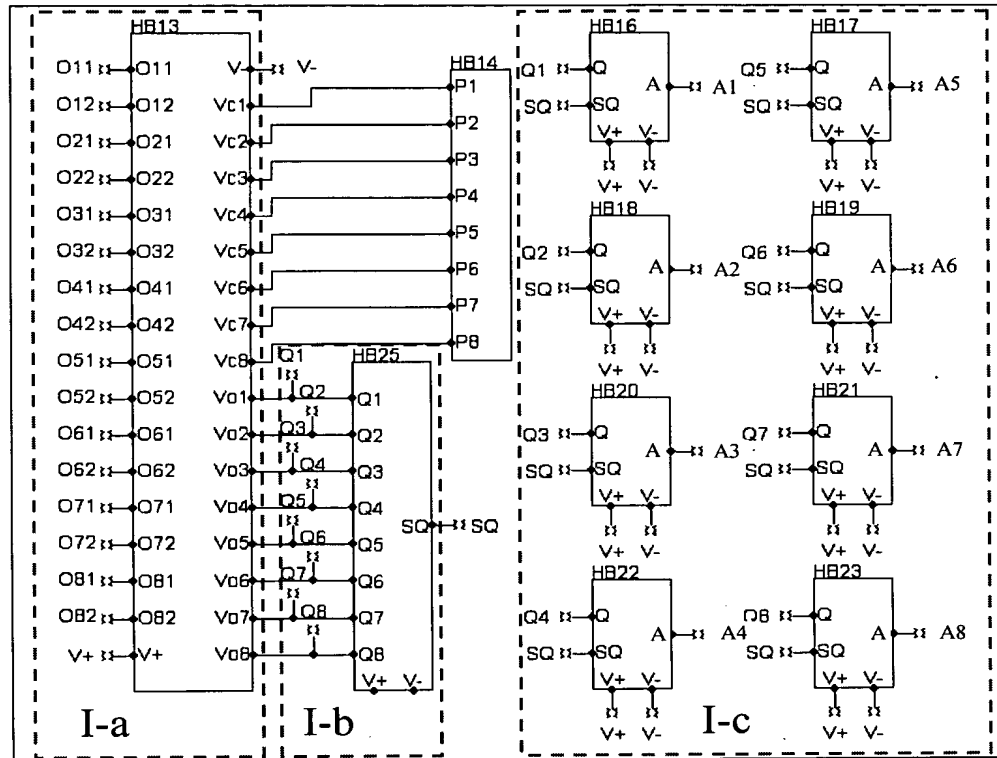 HB13
O11 O11 V- V-
O12 O12 Vc1
O21 O21 Vc2
O22 O22 Vc3
O31 O31 Vc4
O32 O32 Vc5
O41 O41 Vc6
O42 O42 Vc7
O51 O51 Vc8
O52 O52 Vo1
O61 O61 Vo2
O62 O62 Vo3
O71 O71 Vo4
O72 O72 Vo5
O81 O81 Vo6
O82 O82 Vo7
V+ V+ Vo8
I-a
HB14
P1
P2
P3
P4
P5
P6
P7
P8
HB25
Q1
Q2 Q1
Q3 Q2
Q4 Q3
Q5 Q4
SQ SQ
Q6 Q5
Q7 Q6
Q8 Q7
Q8
V+ V-
I-b
HB16
Q1 Q
A A1
SQ SQ
V+ V-
V+ V-
HB17
Q5 Q
A A5
SQ SQ
V+ V-
V+ V-
HB18
Q2 Q
A A2
SQ SQ
V+ V-
V+ V-
HB19
Q6 Q
A A6
SQ SQ
V+ V-
V+ V-
HB20
Q3 Q
A A3
SQ SQ
V+ V-
V+ V-
HB21
Q7 Q
A A7
SQ SQ
V+ V-
V+ V-
HB22
Q4 Q
A A4
SQ SQ
V+ V-
V+ V-
HB23
Q8 Q
A A8
SQ SQ
V+ V-
V+ V-
I-c